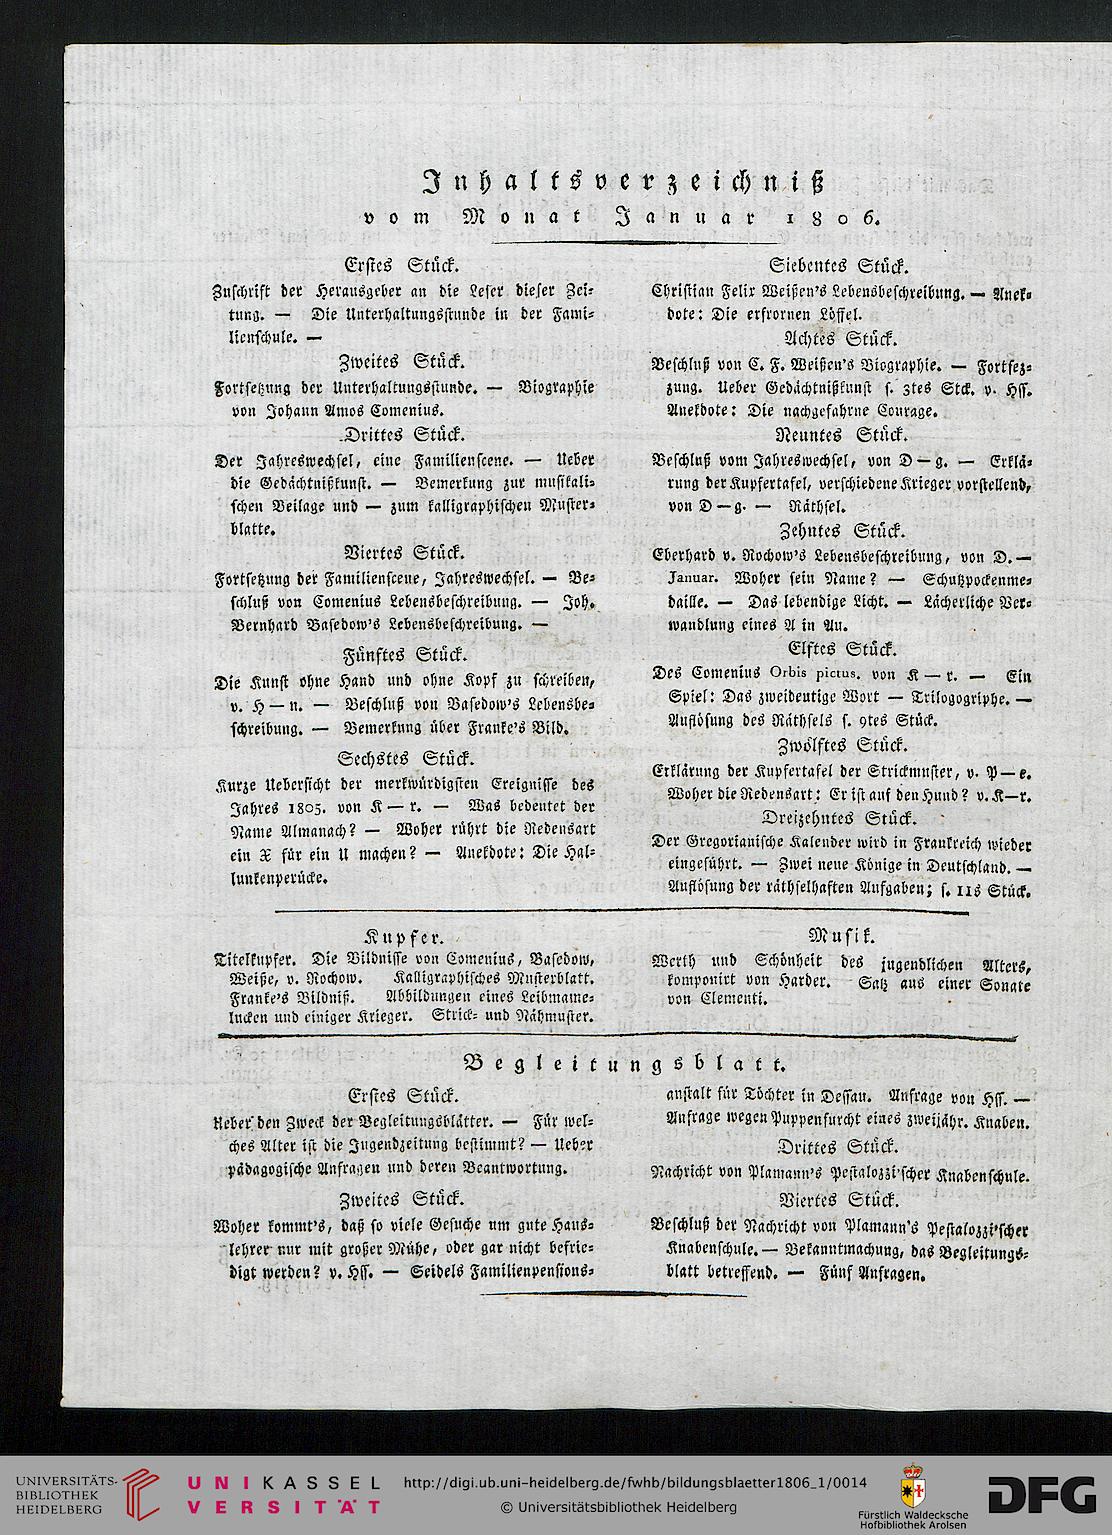 Inhaltsverzeichniß
vom Monat Januar 1806.
Erstes Stück.
Zuschrift der Herausgeber an die Leser dieser Zei-
tung. — Die Unterhaltungsstunde in der Fami-
lienschule. —
Zweites Stück.
Fortsetzung der Unterhaltungsstunde. — Biographie
von Johann Amos Comenius.
Drittes Stück.
Der Jahreswechsel, eine Familienscene. — Ueber
die Gedächtnißkunst. — Bemerkung zur musikali-
schen Beilage und — zum kalligraphischen Muster-
blatte.
Viertes Stück.
Fortsetzung der Familienscene, Jahreswechsel. — Be-
schluß von Comenius Lebensbeschreibung. — Joh.
Bernhard Basedow's Lebensbeschreibung. —
Fünftes Stück.
Die Kunst ohne Hand und ohne Kopf zu schreiben,
v. H—n. — Beschluß von Basedow's Lebensbe-
schreibung. — Bemerkung über Franke's Bild.
Sechstes Stück.
Kurze Uebersicht der merkwürdigsten Ereignisse des
Jahres 1805. von K—r. — Was bedeutet der
Name Almanach? — Woher rührt die Redensart
ein X für ein U machen? — Anekdote: Die Hal-
lunkenperücke.
Siebentes Stück.
Christian Felix Weißen's Lebensbeschreibung. — Anek-
dote: Die erfrornen Löffel.
Achtes Stück.
Beschluß von C. F. Weißen's Biographie. — Fortsez-
zung. Ueber Gedächtnißkunst s. 3tes Stck. v. Hss.
Anekdote: Die nachgefahrne Courage.
Neuntes Stück.
Beschluß vom Jahreswechsel, von D—g. — Erklä-
rung der Kupfertafel, verschiedene Krieger vorstellend,
von D—g. — Räthsel.
Zehntes Stück.
Eberhard v. Rochow's Lebensbeschreibung, von D.—
Januar. Woher sein Name? — Schutzpockenme-
daille. — Das lebendige Licht. — Lächerliche Ver-
wandlung eines A in Au.
Elftes Stück.
Des Comenius Orbis pictus. von K—r. — Ein
Spiel: Das zweideutige Wort — Trilogogriphe. —
Auflösung des Räthsels s. 9tes Stück.
Zwölftes Stück.
Erklärung der Kupfertafel der Strickmuster, v. P—e.
Woher die Redensart: Er ist auf den Hund? v. K—r.
Dreizehntes Stück.
Der Gregorianische Kalender wird in Frankreich wieder
eingeführt. — Zwei neue Könige in Deutschland. —
Auflösung der räthselhaften Aufgaben; s. 11s Stück.
Kupfer.
Titelkupfer. Die Bildnisse von Comenius, Basedow,
Weiße, v. Rochow. Kalligraphisches Musterblatt.
Franke's Bildniß. Abbildungen eines Leibmame-
lucken und einiger Krieger. Strick- und Nähmuster.
Musik.
Werth und Schönheit des jugendlichen Alters,
komponirt von Harder. Satz aus einer Sonate
von Clementi.
Begleitungsblatt.
Erstes Stück.
Ueber den Zweck der Begleitungsblätter. — Für wel-
ches Alter ist die Jugendzeitung bestimmt? — Ueber
pädagogische Anfragen und deren Beantwortung.
Zweites Stück.
Woher kommt's, daß so viele Gesuche um gute Haus-
lehrer nur mit großer Mühe, oder gar nicht befrie-
digt werden? v. Hss. — Seidels Familienpensions-
anstalt für Töchter in Dessau. Anfrage von Hss. —
Anfrage wegen Puppenfurcht eines zweijähr. Knaben.
Drittes Stück.
Nachricht von Plamann's Pestalozzi'scher Knabenschule.
Viertes Stück.
Beschluß der Nachricht von Plamann's Pestalozzi'scher
Knabenschule. — Bekanntmachung, das Begleitungs-
blatt betreffend. — Fünf Anfragen.
UNIVERSITÄTS-
BIBLIOTHEK
HEIDELBERG
UNIKASSEL
VERSITÄT
http://digi.ub.uni-heidelberg.de/fwhb/bildungsblaetter1806_1/0014
© Universitätsbibliothek Heidelberg
Fürstlich Waldecksche
Hofbibliothek Arolsen
DFG